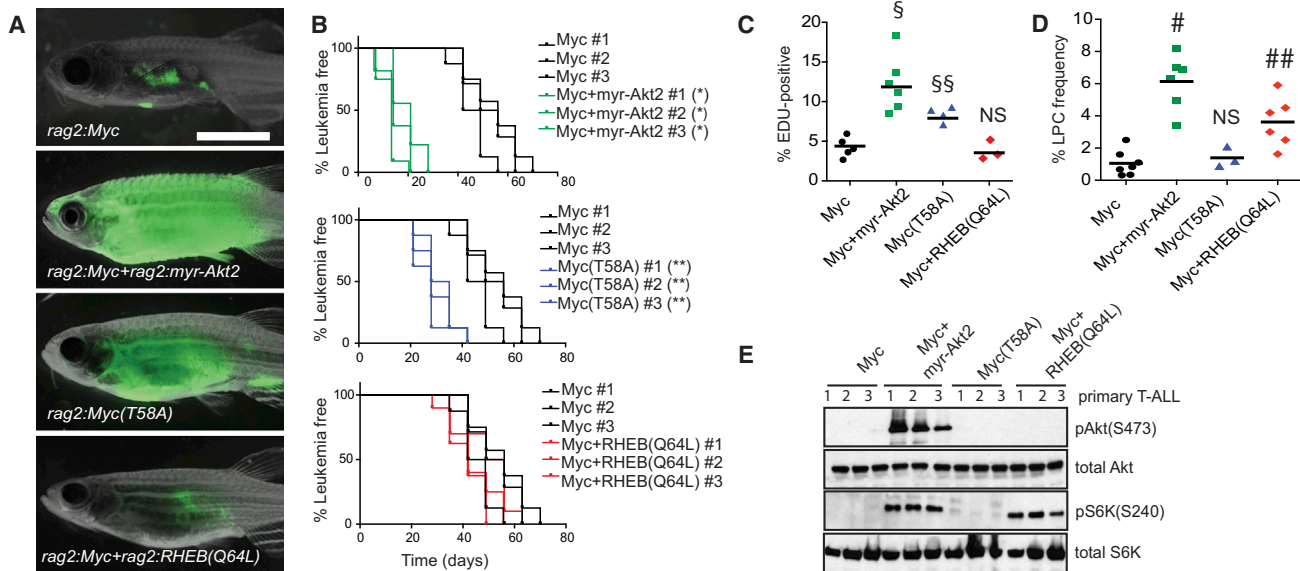 A
rag2:Myc
rag2:Myc+rag2:myr-Akt2
rag2:Myc(T58A)
rag2:Myc+rag2:RHEB(Q64L)
B
% Leukemia free
100
50
0
0 20 40 60 80
Myc #1
Myc #2
Myc #3
Myc+myr-Akt2 #1 (*)
Myc+myr-Akt2 #2 (*)
Myc+myr-Akt2 #3 (*)
% Leukemia free
100
50
0
0 20 40 60 80
Myc #1
Myc #2
Myc #3
Myc(T58A) #1 (**)
Myc(T58A) #2 (**)
Myc(T58A) #3 (**)
% Leukemia free
100
50
0
0 20 40 60 80
Time (days)
Myc #1
Myc #2
Myc #3
Myc+RHEB(Q64L) #1
Myc+RHEB(Q64L) #2
Myc+RHEB(Q64L) #3
C
% EDU-positive
20
15
10
5
0
§
§§
NS
Myc
Myc+myr-Akt2
Myc(T58A)
Myc+RHEB(Q64L)
D
% LPC frequency
10
8
6
4
2
0
#
NS
##
Myc
Myc+myr-Akt2
Myc(T58A)
Myc+RHEB(Q64L)
E
Myc
Myc+
myr-Akt2
Myc(T58A)
Myc+
RHEB(Q64L)
1 2 3 1 2 3 1 2 3 1 2 3 primary T-ALL
pAkt(S473)
total Akt
pS6K(S240)
total S6K